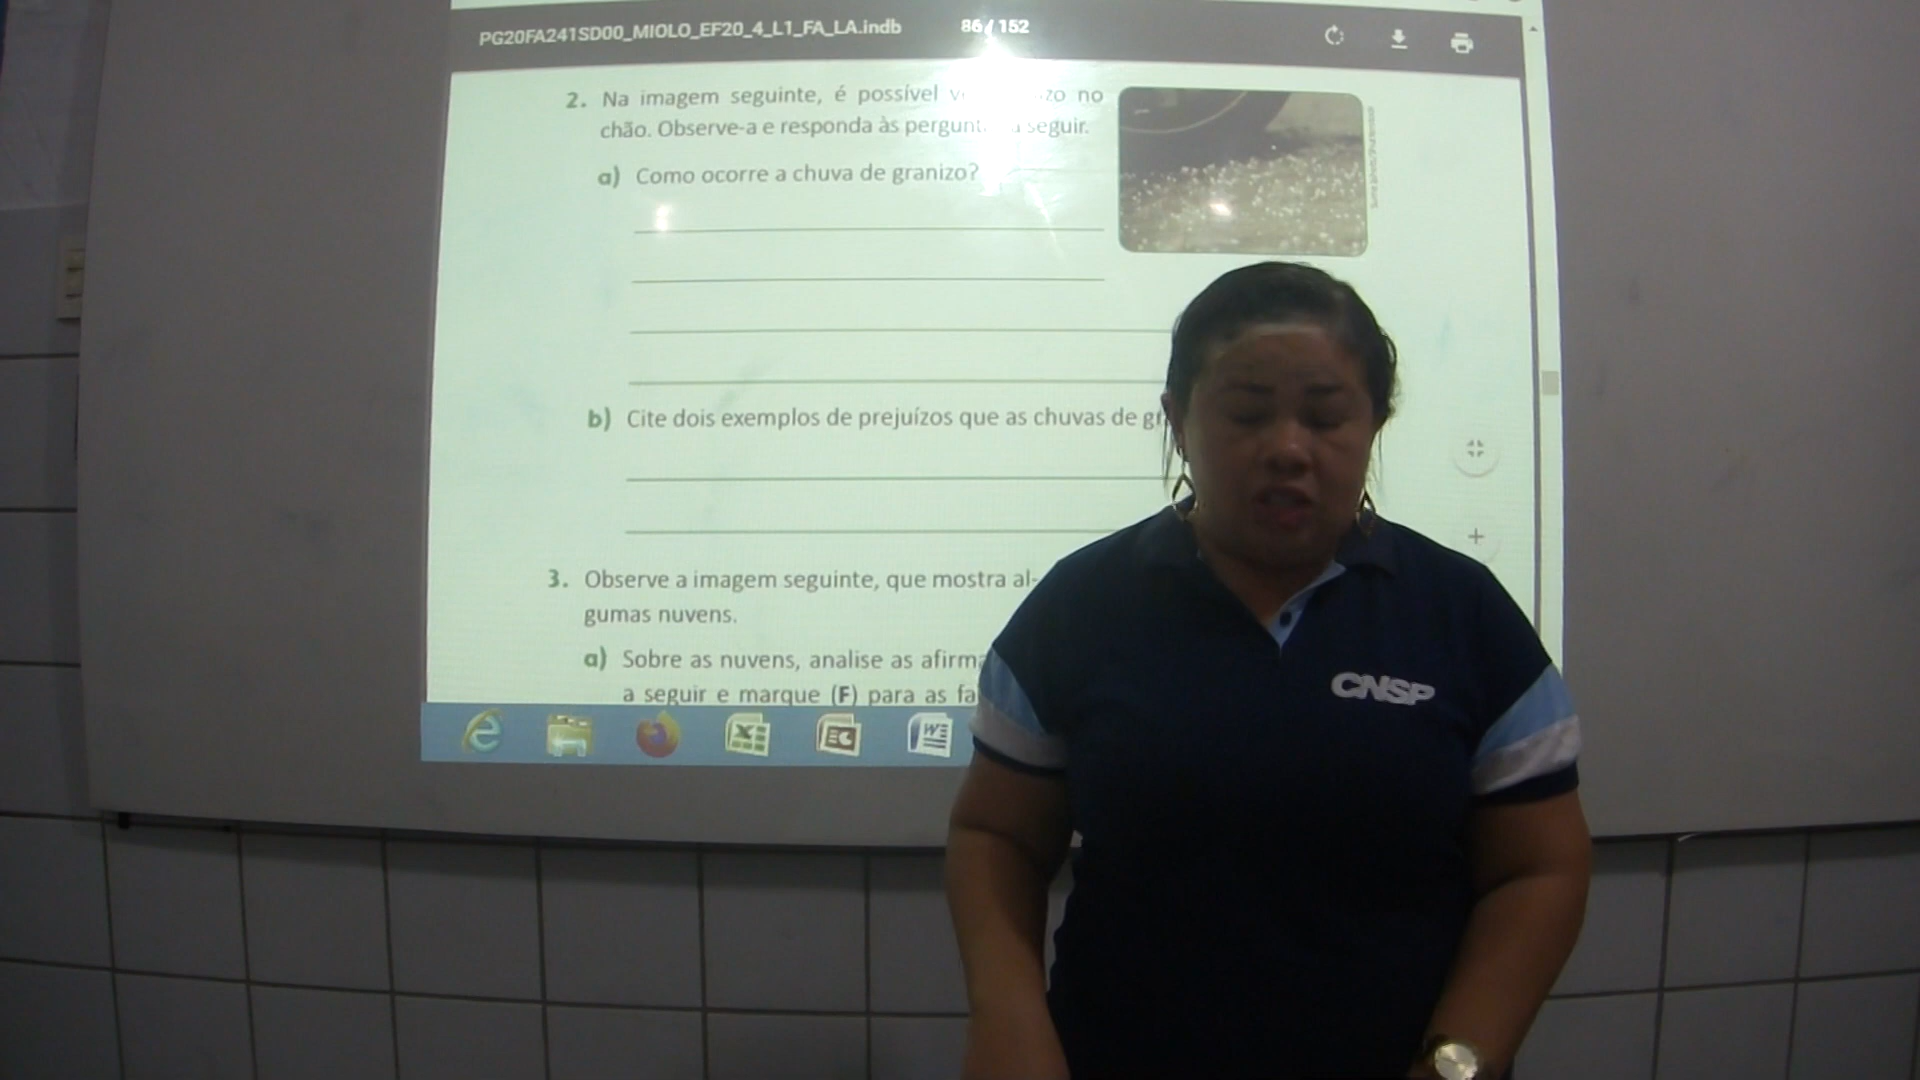 PG20FA241SD00_MIOLO_EF20_4_L1_FA_LA.indb 86 / 152
2. Na imagem seguinte, é possível no
chão. Observe-a e responda às seguir.
a) Como ocorre a chuva de granizo?
b) Cite dois exemplos de prejuízos que as chuvas de
3. Observe a imagem seguinte, que mostra al-
gumas nuvens.
a) Sobre as nuvens, analise as
a seguir e marque (F) para as
CNSP